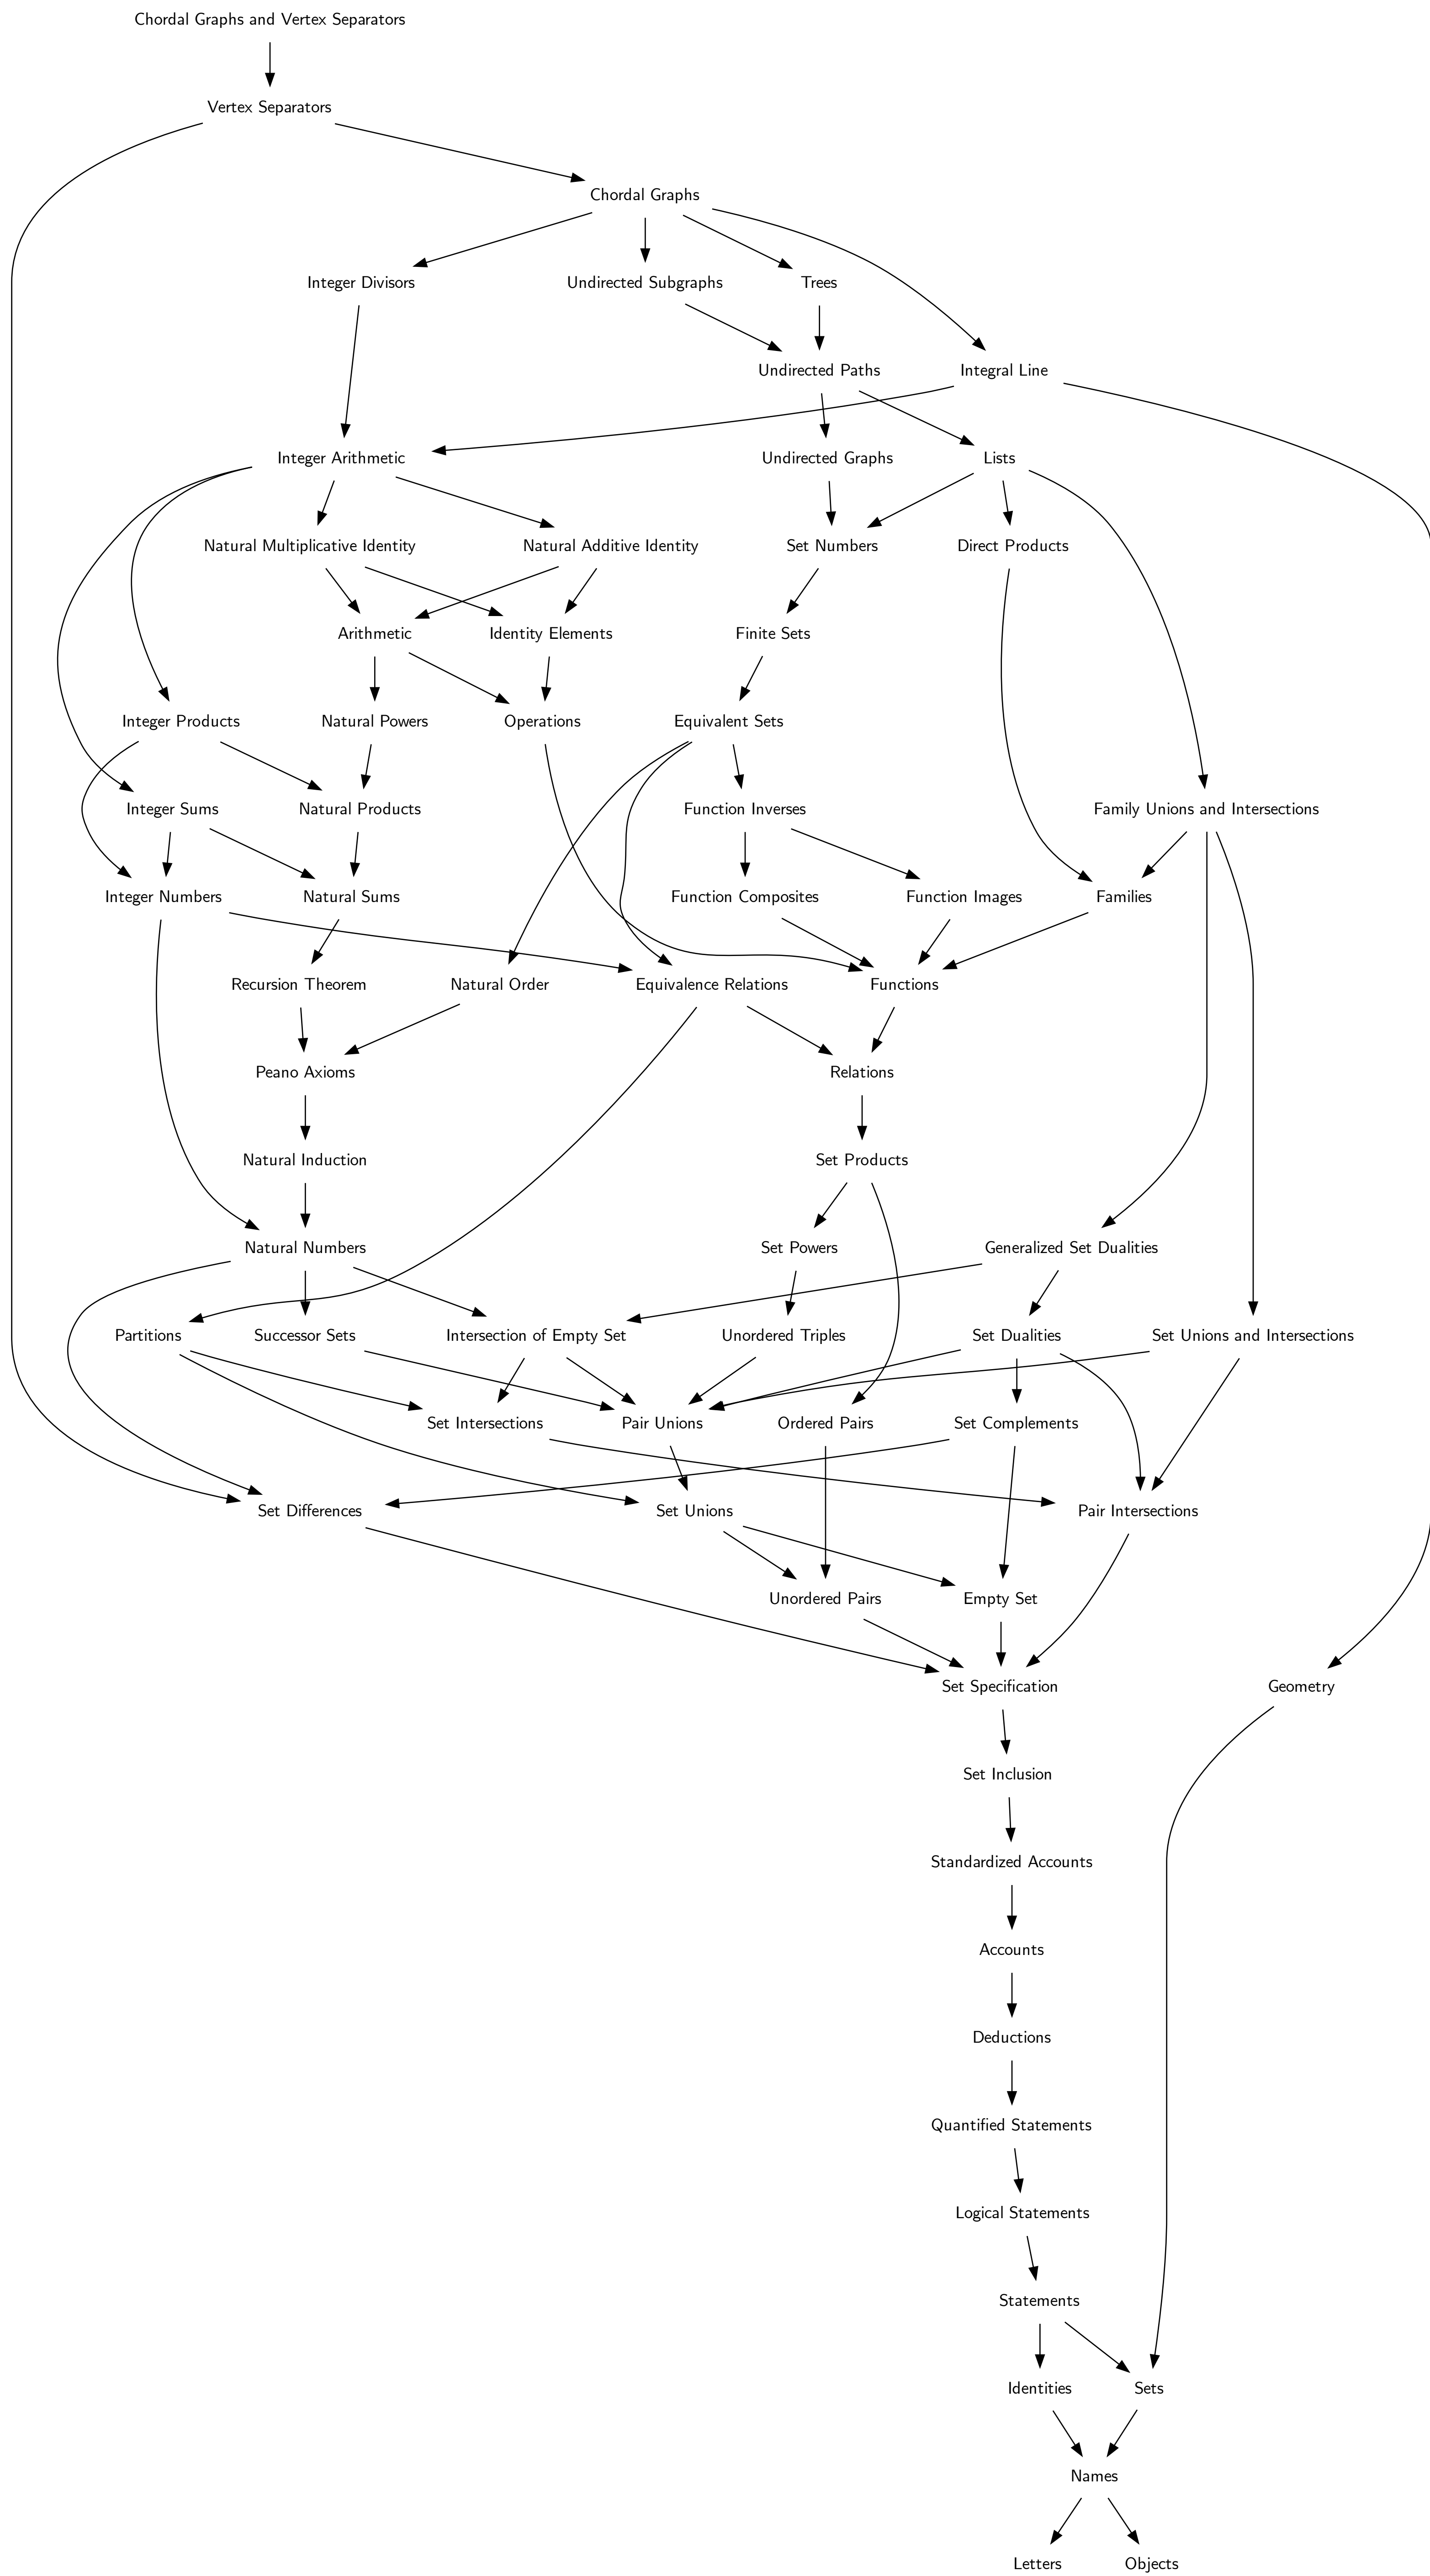 Chordal Graphs and Vertex Separators
Vertex Separators
Chordal Graphs
Integer Divisors
Undirected Subgraphs
Trees
Undirected Paths
Integral Line
Integer Arithmetic
Undirected Graphs
Lists
Natural Multiplicative Identity
Natural Additive Identity
Set Numbers
Direct Products
Arithmetic
Identity Elements
Finite Sets
Integer Products
Natural Powers
Operations
Equivalent Sets
Integer Sums
Natural Products
Function Inverses
Family Unions and Intersections
Integer Numbers
Natural Sums
Function Composites
Function Images
Families
Recursion Theorem
Natural Order
Equivalence Relations
Functions
Peano Axioms
Relations
Natural Induction
Set Products
Natural Numbers
Set Powers
Generalized Set Dualities
Partitions
Successor Sets
Intersection of Empty Set
Unordered Triples
Set Dualities
Set Unions and Intersections
Set Intersections
Pair Unions
Ordered Pairs
Set Complements
Set Differences
Set Unions
Pair Intersections
Unordered Pairs
Empty Set
Set Specification
Geometry
Set Inclusion
Standardized Accounts
Accounts
Deductions
Quantified Statements
Logical Statements
Statements
Identities
Sets
Names
Letters
Objects